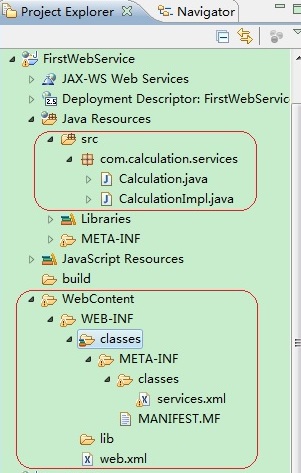 Project Explorer
Navigator
FirstWebService
JAX-WS Web Services
Deployment Descriptor: FirstWebServic
Java Resources
src
com.calculation.services
Calculation.java
CalculationImpl.java
Libraries
META-INF
JavaScript Resources
build
WebContent
WEB-INF
classes
META-INF
classes
services.xml
MANIFEST.MF
lib
web.xml